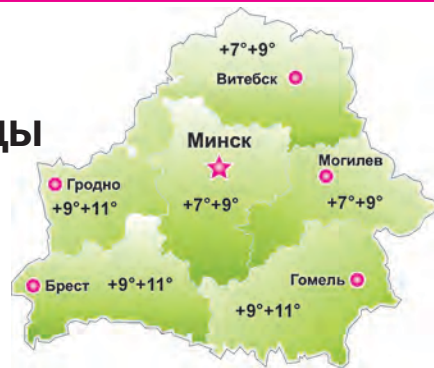 +7°+9°
Витебск
ды
Минск
Могилев
Гродно
+9°+11°
+7°+9°
+7°+9°
Брест +9°+11°
Гомель
+9°+11°